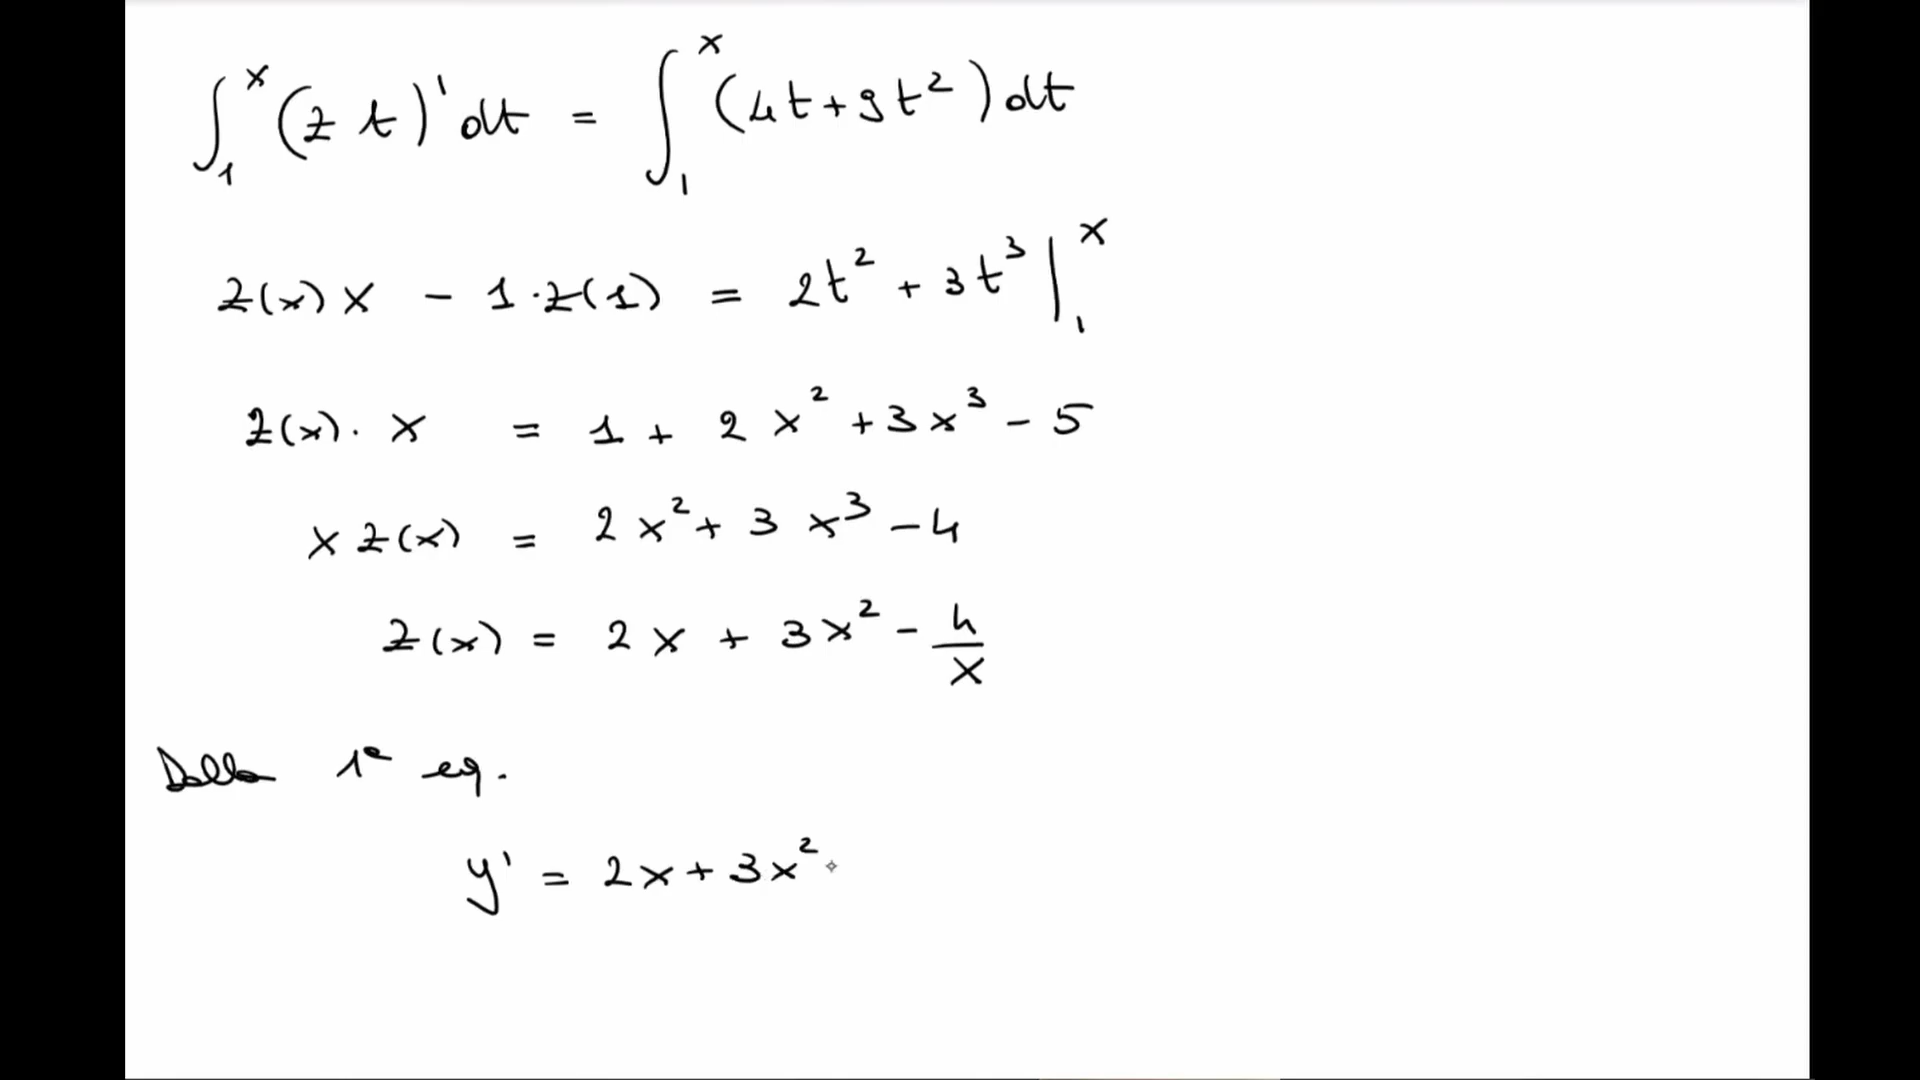 ∫₁ˣ (z t)' dt = ∫₁ˣ (4t + 9t²) dt
z(x) x - 1·z(1) = 2t² + 3t³ |₁ˣ
z(x)· x = 1 + 2x² + 3x³ - 5
x z(x) = 2x² + 3x³ - 4
z(x) = 2x + 3x² - 4/x
Dalla 1ª eq.
y' = 2x + 3x²